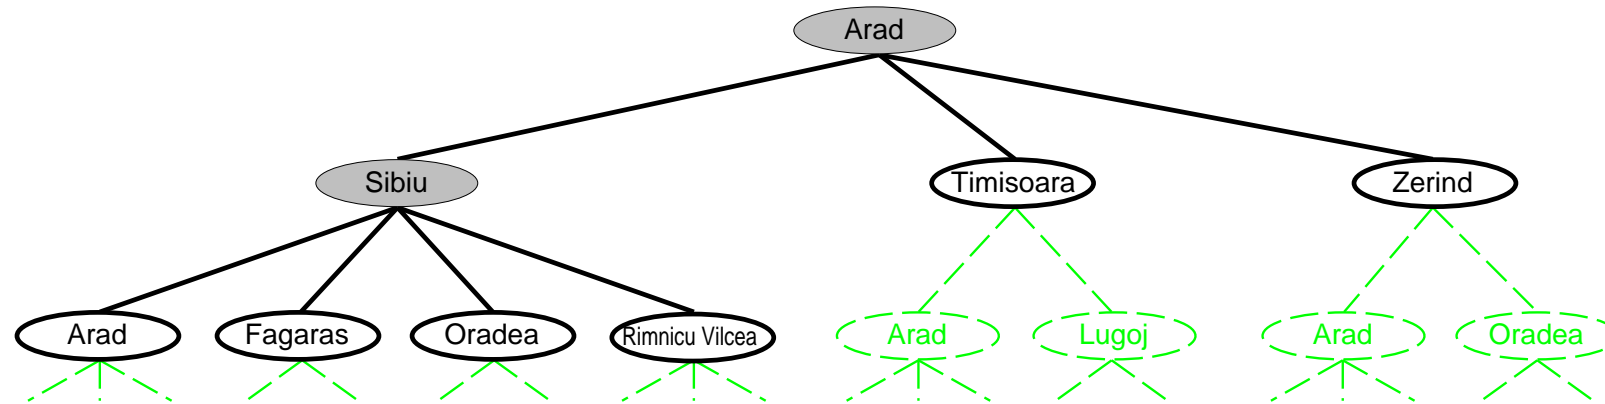 Arad
Sibiu
Timisoara
Zerind
Arad
Fagaras
Oradea
Rimnicu Vilcea
Arad
Lugoj
Arad
Oradea